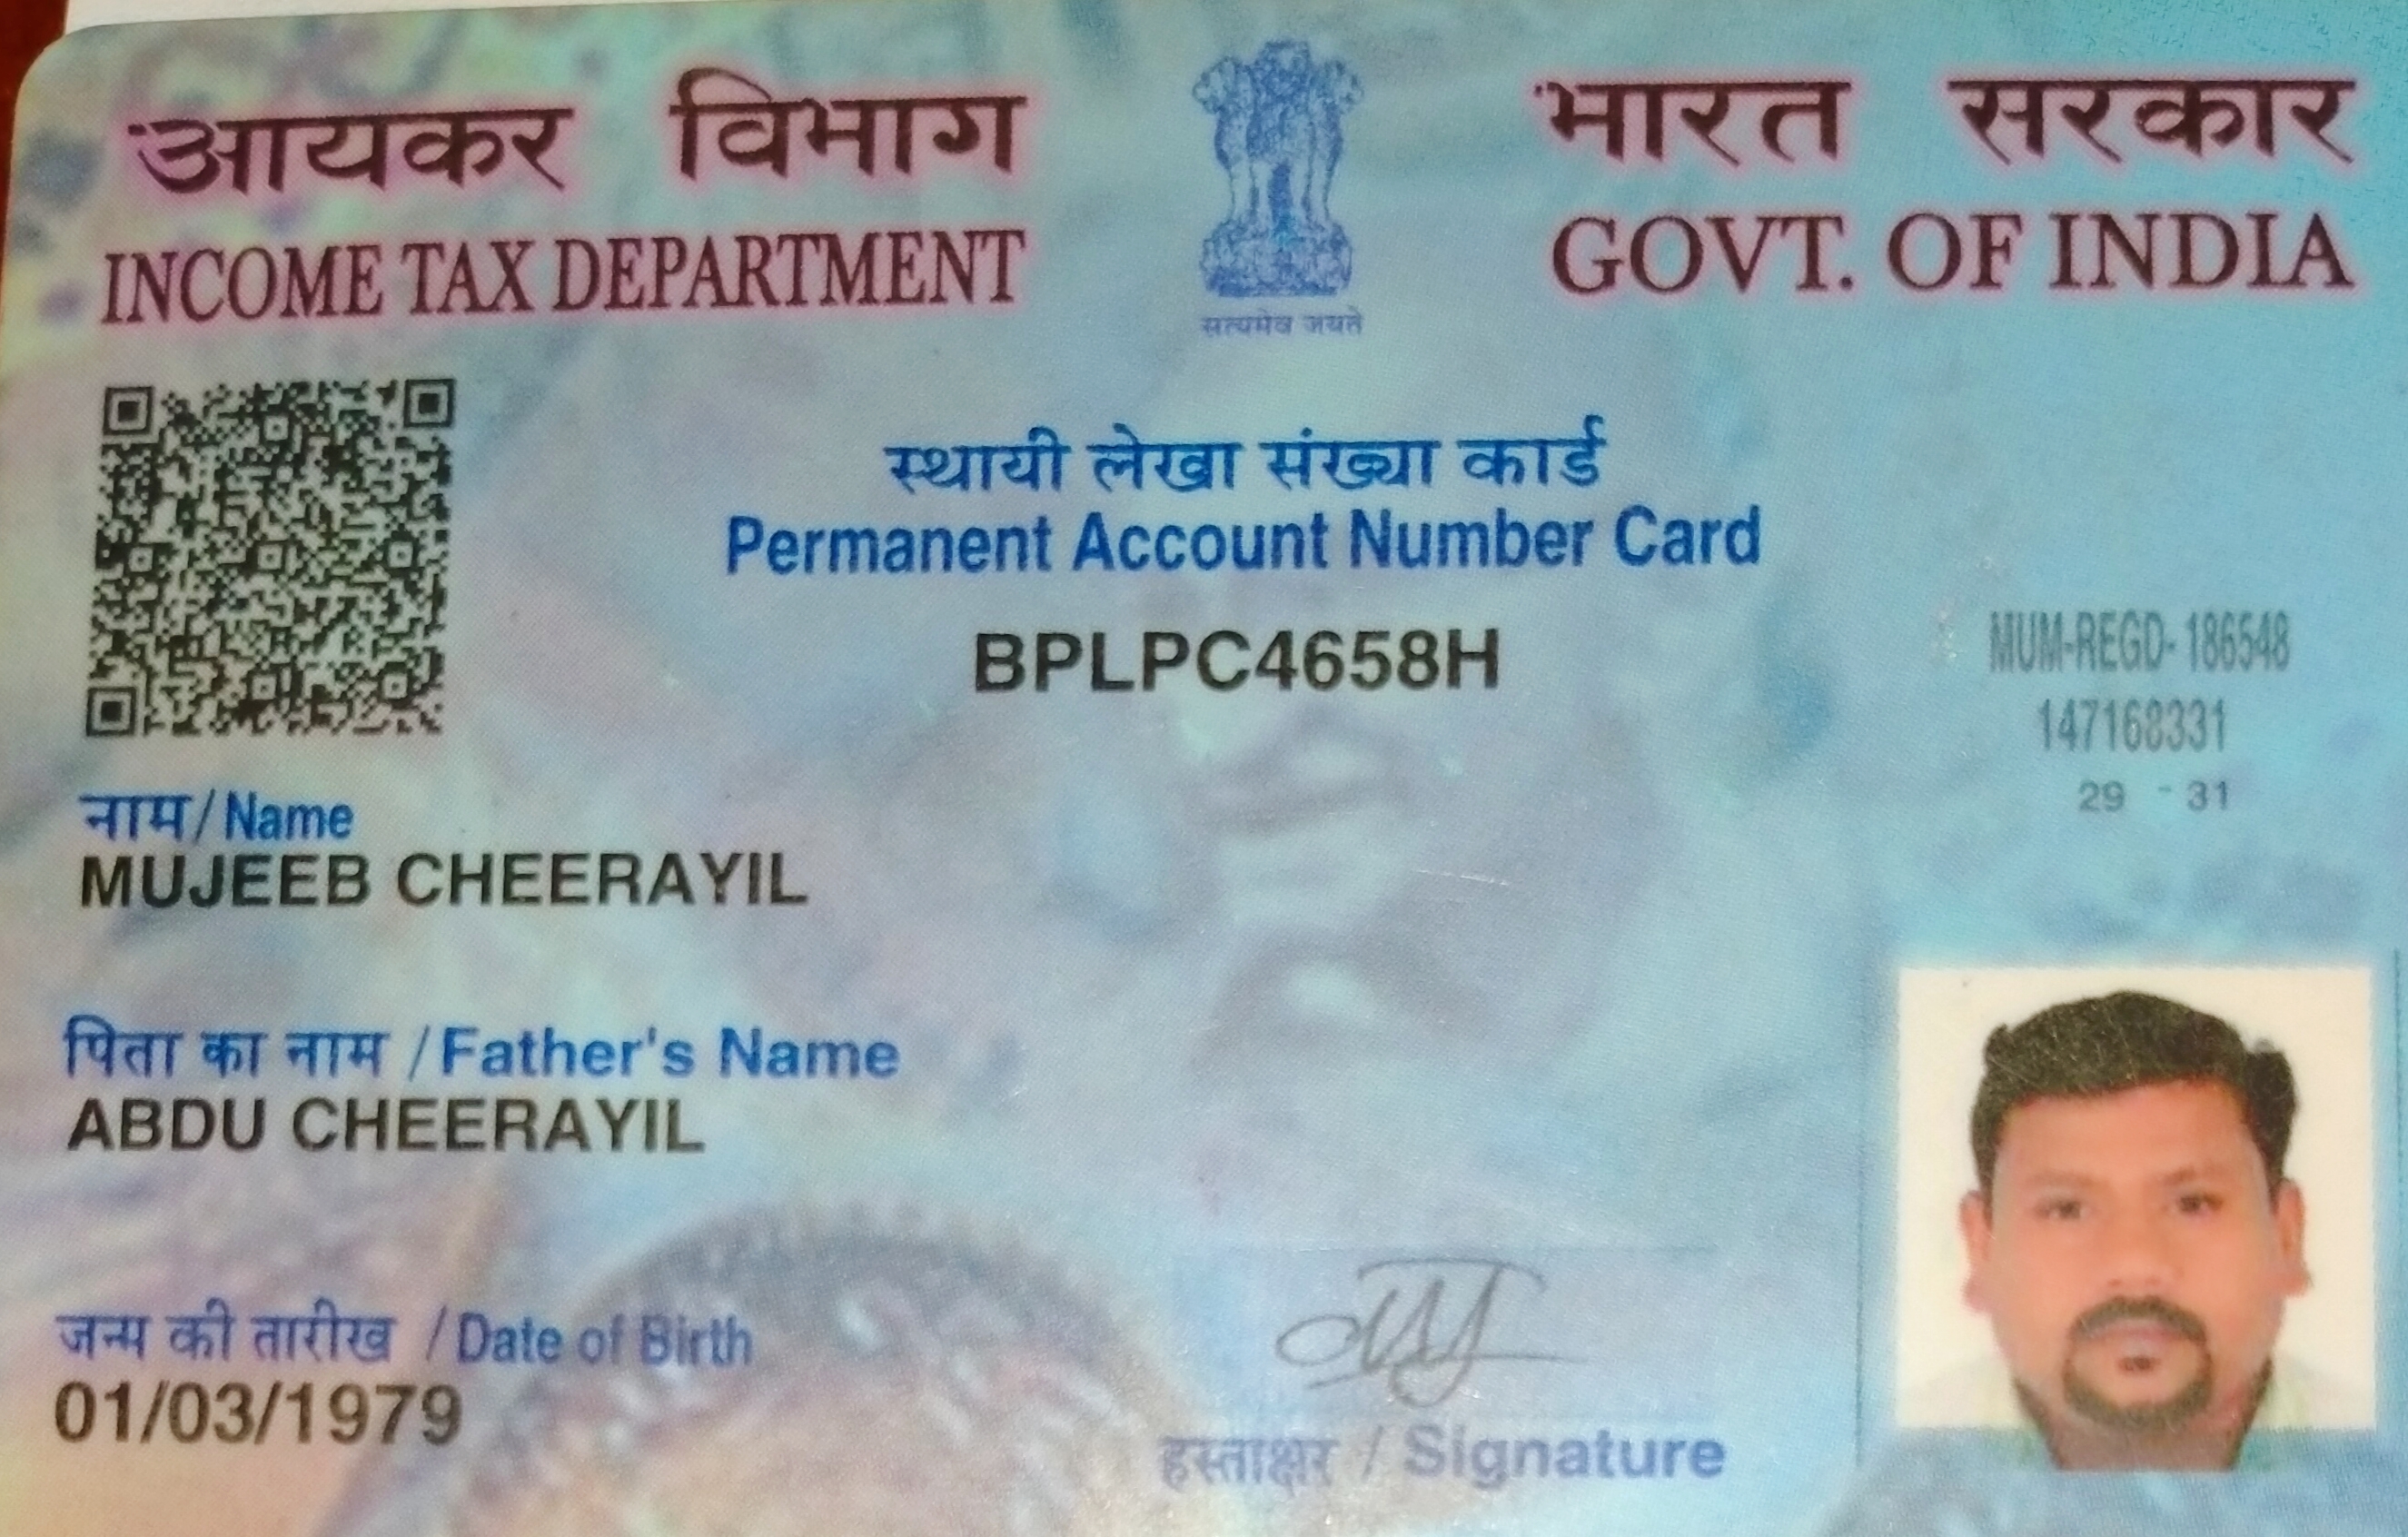 आयकर विभाग
INCOME TAX DEPARTMENT
सत्यमेव जयते
भारत सरकार
GOVT. OF INDIA
स्थायी लेखा संख्या कार्ड
Permanent Account Number Card
BPLPC4658H
MUM-REGD- 186548
147168331
29 - 31
नाम/Name
MUJEEB CHEERAYIL
पिता का नाम /Father's Name
ABDU CHEERAYIL
जन्म की तारीख /Date of Birth
01/03/1979
हस्ताक्षर / Signature